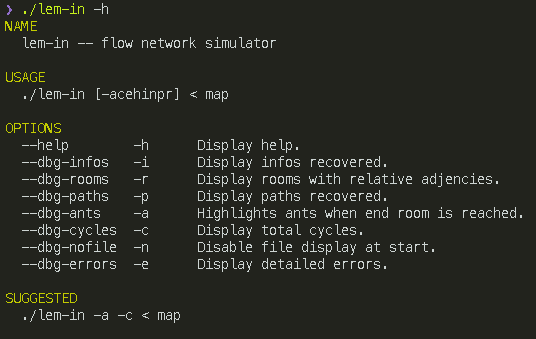 ❯ ./lem-in -h
NAME
lem-in -- flow network simulator
USAGE
./lem-in [-acehinpr] < map
OPTIONS
--help -h Display help.
--dbg-infos -i Display infos recovered.
--dbg-rooms -r Display rooms with relative adjencies.
--dbg-paths -p Display paths recovered.
--dbg-ants -a Highlights ants when end room is reached.
--dbg-cycles -c Display total cycles.
--dbg-nofile -n Disable file display at start.
--dbg-errors -e Display detailed errors.
SUGGESTED
./lem-in -a -c < map